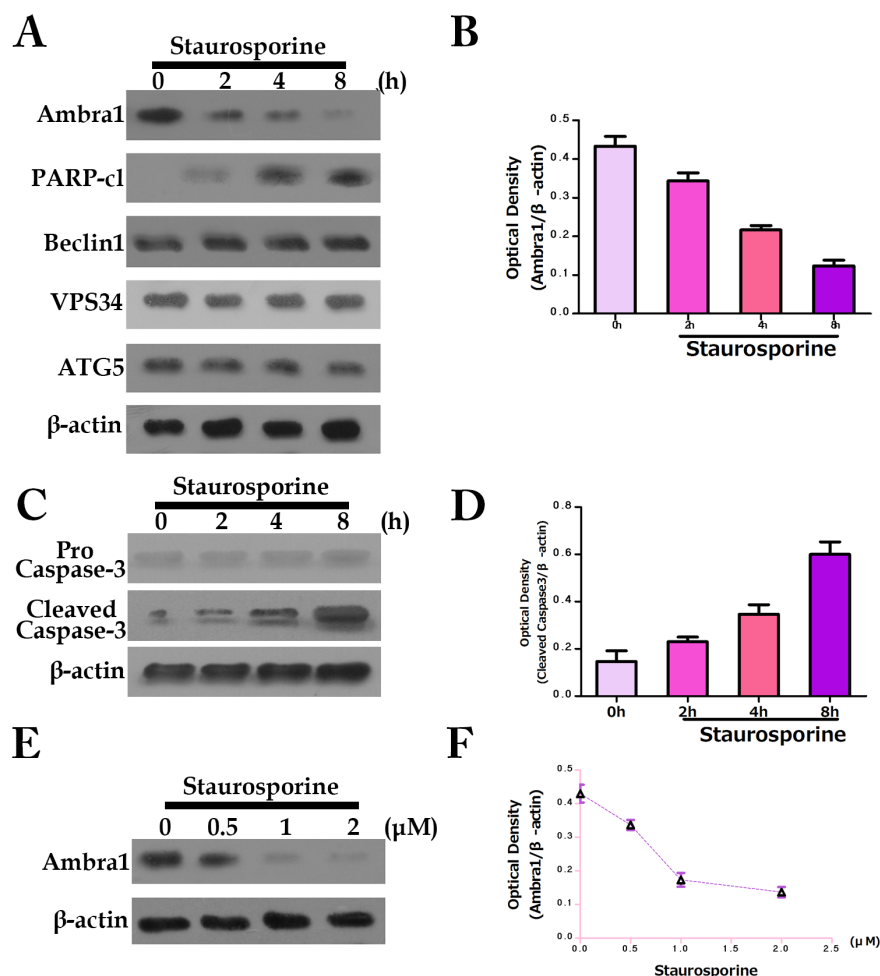 A
Staurosporine
0 2 4 8 (h)
Ambra1
PARP-cl
Beclin1
VPS34
ATG5
β-actin
B
Optical Density
(Ambra1/β -actin)
0.5
0.4
0.3
0.2
0.1
0.0
0h 2h 4h 8h
Staurosporine
C
Staurosporine
0 2 4 8 (h)
Pro
Caspase-3
Cleaved
Caspase-3
β-actin
D
Optical Density
(Cleaved Caspase3/β -actin)
0.8
0.6
0.4
0.2
0.0
0h 2h 4h 8h
Staurosporine
E
Staurosporine
0 0.5 1 2 (μM)
Ambra1
β-actin
F
Optical Density
(Ambra1/β -actin)
0.5
0.4
0.3
0.2
0.1
0.0
0.0 0.5 1.0 1.5 2.0 2.5 (μ M)
Staurosporine